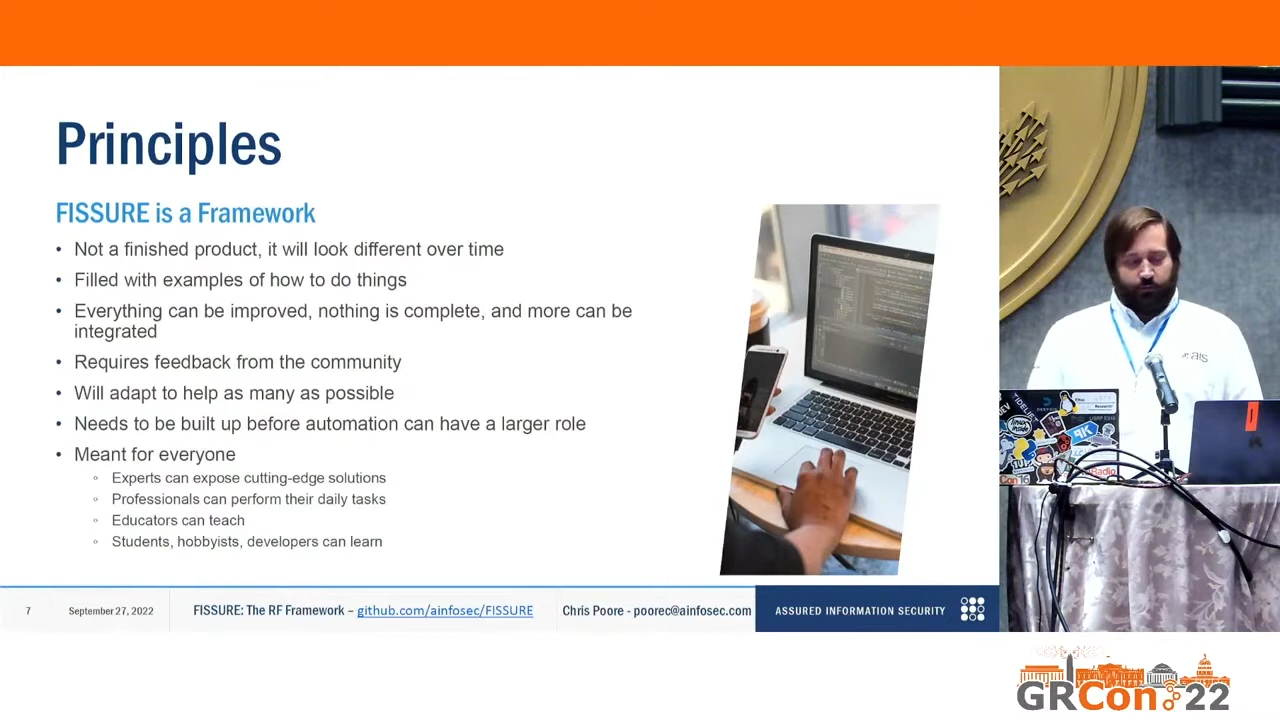 Principles
FISSURE is a Framework
• Not a finished product, it will look different over time
• Filled with examples of how to do things
• Everything can be improved, nothing is complete, and more can be
integrated
• Requires feedback from the community
• Will adapt to help as many as possible
• Needs to be built up before automation can have a larger role
• Meant for everyone
◦ Experts can expose cutting-edge solutions
◦ Professionals can perform their daily tasks
◦ Educators can teach
◦ Students, hobbyists, developers can learn
7
September 27, 2022
FISSURE: The RF Framework – github.com/ainfosec/FISSURE
Chris Poore - poorec@ainfosec.com
ASSURED INFORMATION SECURITY
ais
GRCon 22